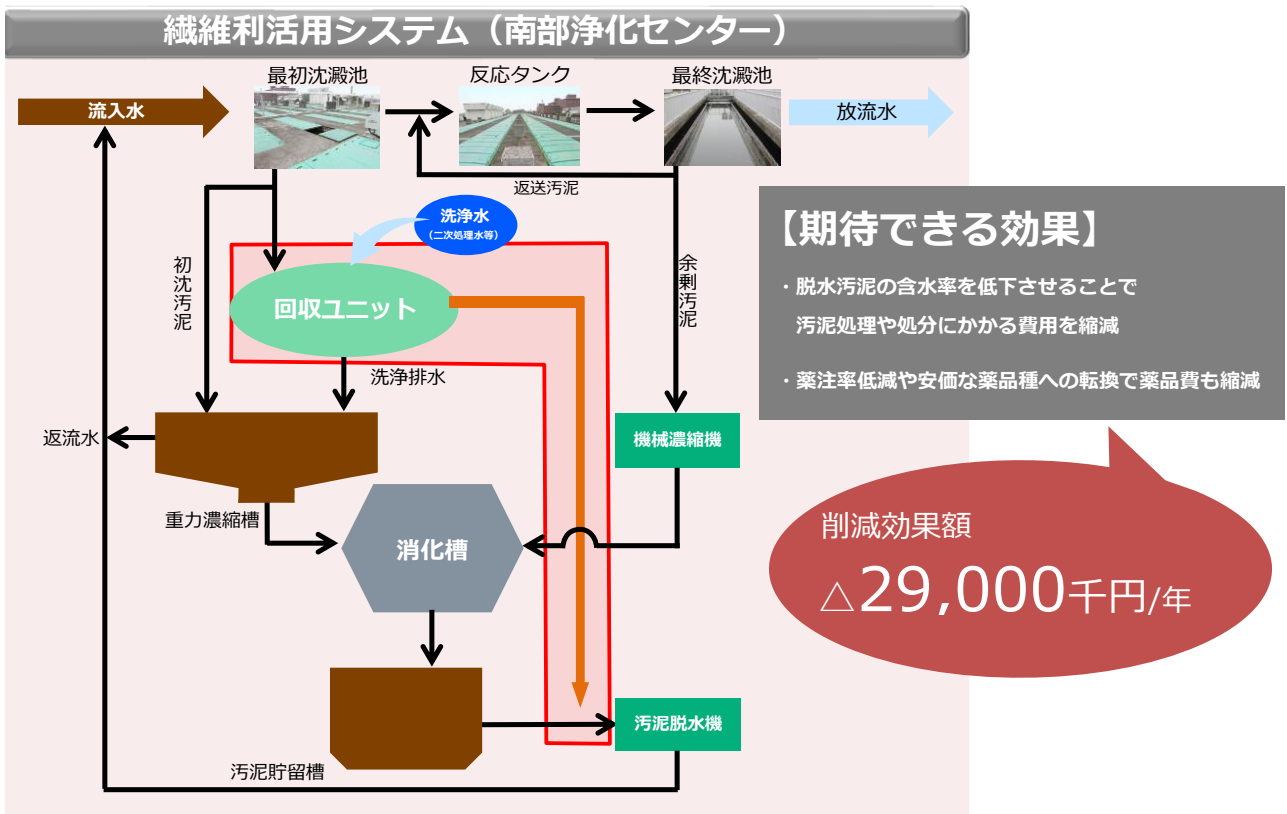 繊維利活用システム（南部浄化センター）
最初沈澱池
反応タンク
最終沈澱池
流入水
放流水
返送汚泥
洗浄水
（二次処理水等）
初沈汚泥
余剰汚泥
回収ユニット
洗浄排水
返流水
機械濃縮機
重力濃縮槽
消化槽
汚泥脱水機
汚泥貯留槽
【期待できる効果】
・脱水汚泥の含水率を低下させることで
汚泥処理や処分にかかる費用を縮減
・薬注率低減や安価な薬品種への転換で薬品費も縮減
削減効果額
△29,000千円/年